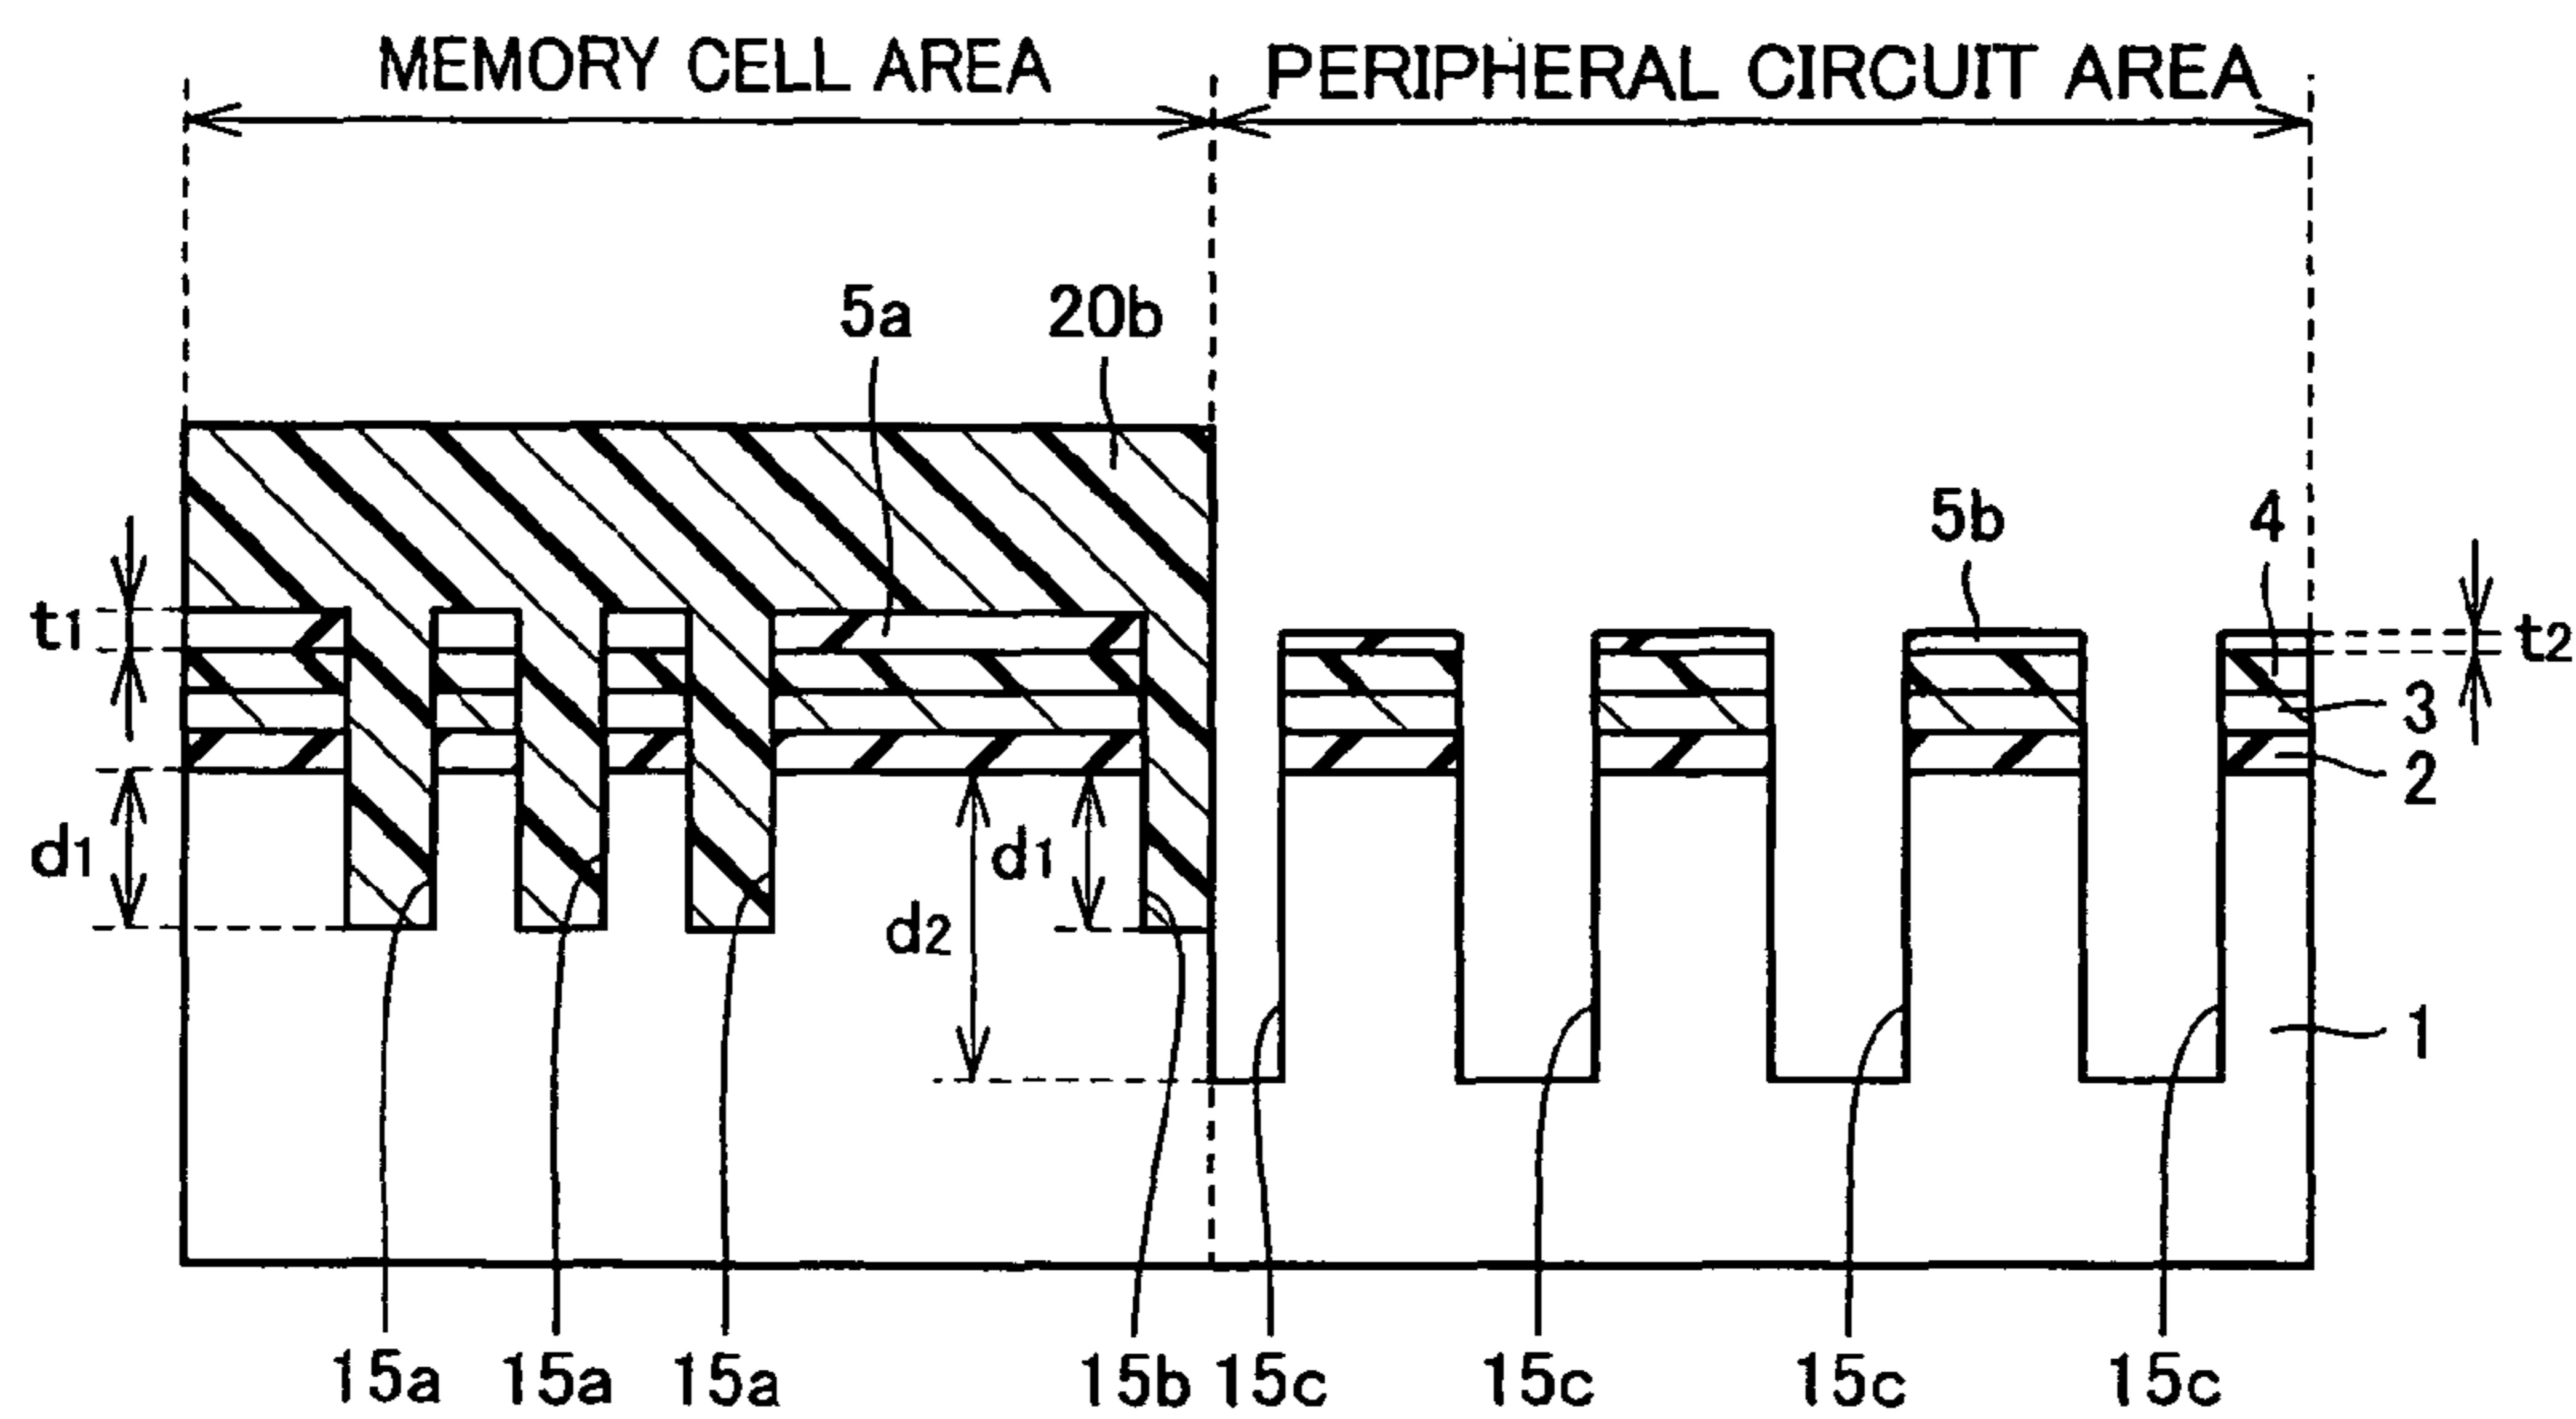 MEMORY CELL AREA PERIPHERAL CIRCUIT AREA
5a 20b
5b 4
t1 t2
3
2
d1 d1
d2
1
15a 15a 15a 15b 15c 15c 15c 15c